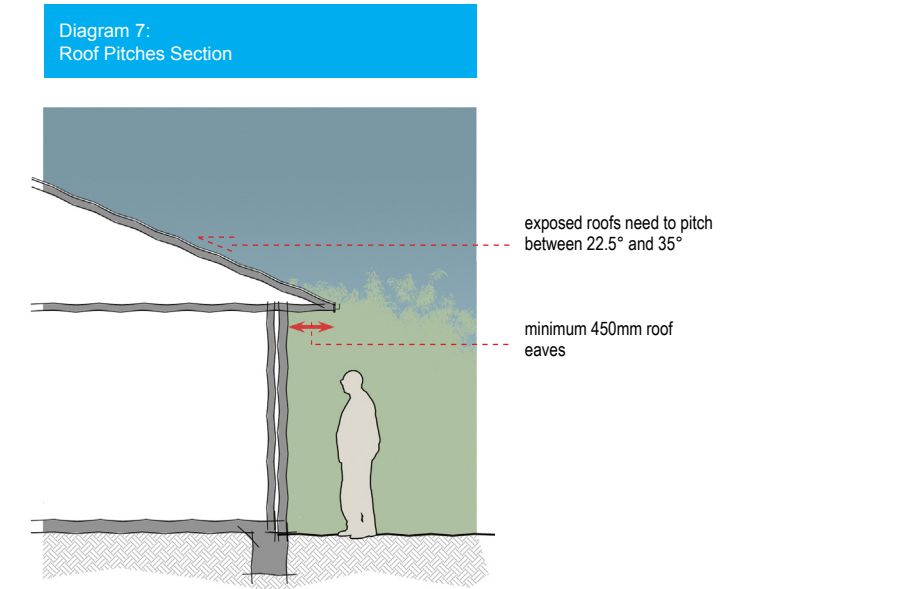 Diagram 7:
Roof Pitches Section
exposed roofs need to pitch
between 22.5° and 35°
minimum 450mm roof
eaves